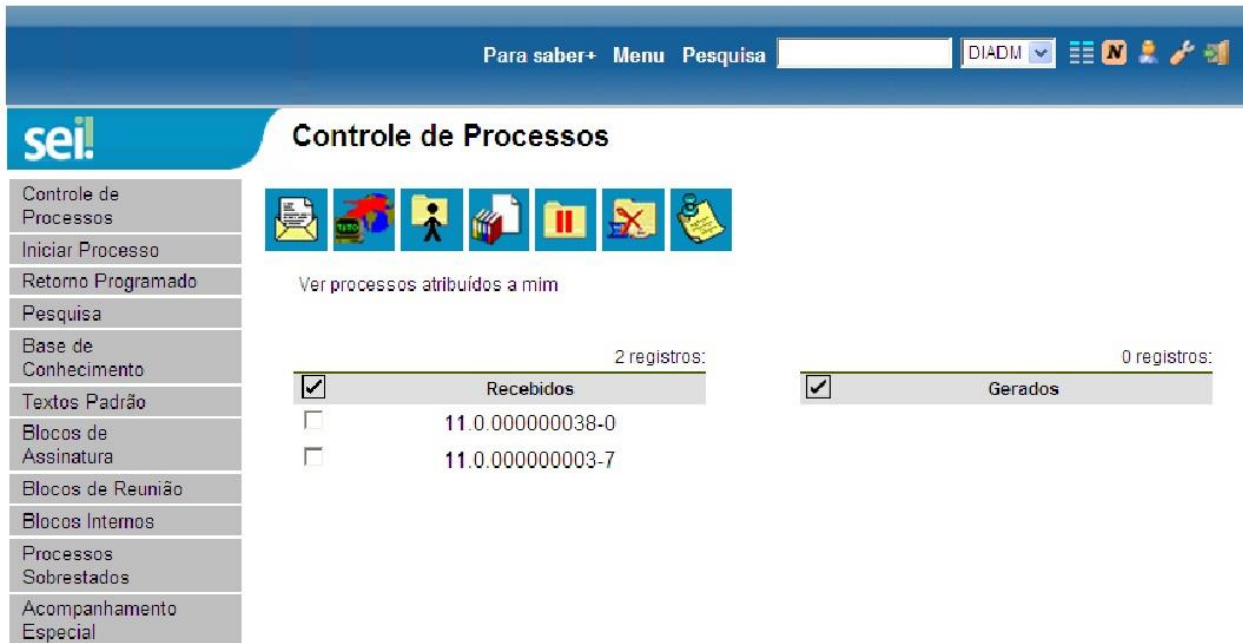 Para saber+ Menu Pesquisa DIADM N
sei!
Controle de Processos
Controle de
Processos
Iniciar Processo
Retorno Programado
Pesquisa
Base de
Conhecimento
Textos Padrão
Blocos de
Assinatura
Blocos de Reunião
Blocos Internos
Processos
Sobrestados
Acompanhamento
Especial
Ver processos atribuídos a mim
2 registros:
Recebidos
11.0.000000038-0
11.0.000000003-7
0 registros:
Gerados